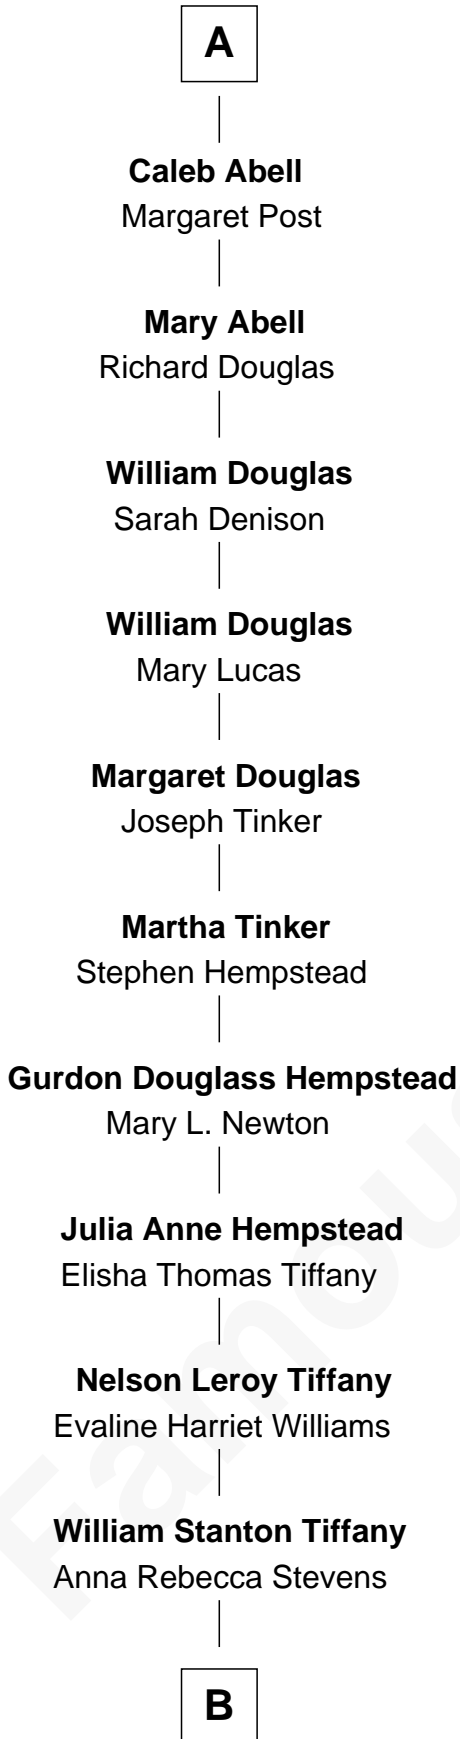 A
Caleb Abell
Margaret Post
Mary Abell
Richard Douglas
William Douglas
Sarah Denison
William Douglas
Mary Lucas
Margaret Douglas
Joseph Tinker
Martha Tinker
Stephen Hempstead
Gurdon Douglass Hempstead
Mary L. Newton
Julia Anne Hempstead
Elisha Thomas Tiffany
Nelson Leroy Tiffany
Evaline Harriet Williams
William Stanton Tiffany
Anna Rebecca Stevens
B
Famou